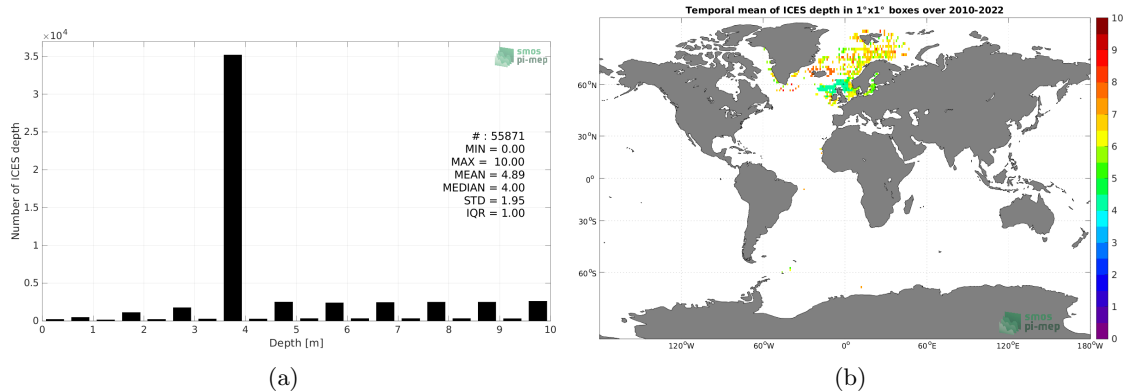 ×10⁴
3.5
3
2.5
2
1.5
1
0.5
0
Number of ICES depth
smos
pi-mep
# : 55871
MIN = 0.00
MAX = 10.00
MEAN = 4.89
MEDIAN = 4.00
STD = 1.95
IQR = 1.00
0 1 2 3 4 5 6 7 8 9 10
Depth [m]
(a)
Temporal mean of ICES depth in 1°x1° boxes over 2010-2022
60°N
30°N
0°
30°S
60°S
120°W 60°W 0° 60°E 120°E 180°W
smos
pi-mep
10
9
8
7
6
5
4
3
2
1
0
(b)